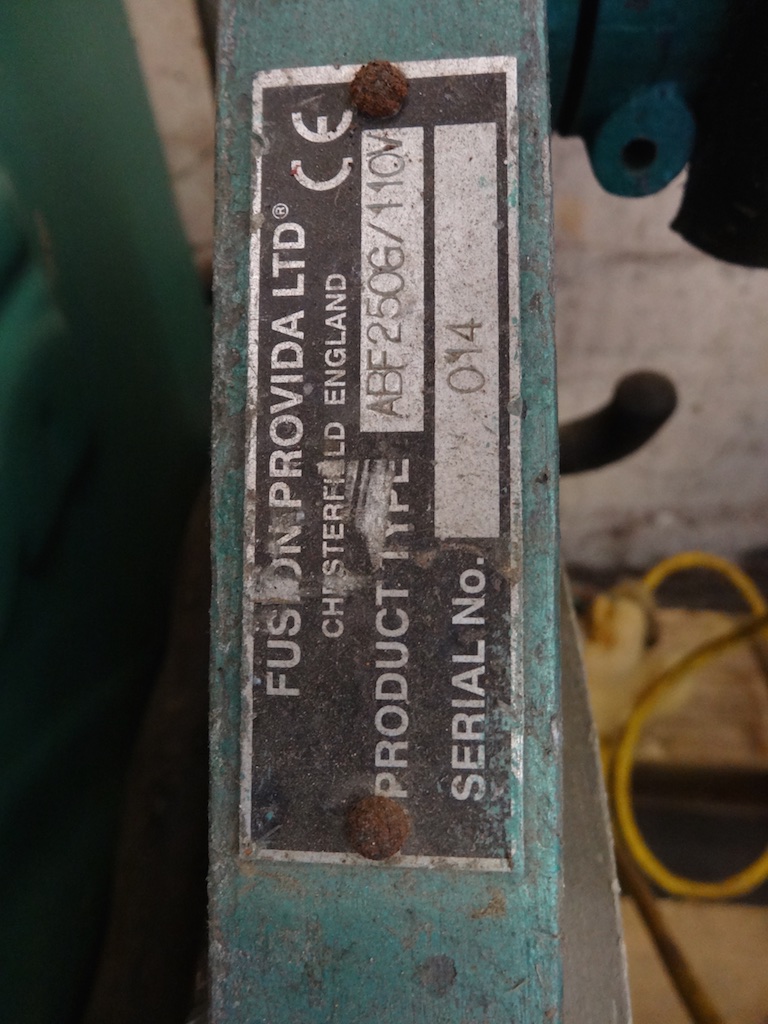 FUSION PROVIDA LTD® CE
CHESTERFIELD ENGLAND
PRODUCT TYPE ABF250G/110V
SERIAL No. 014